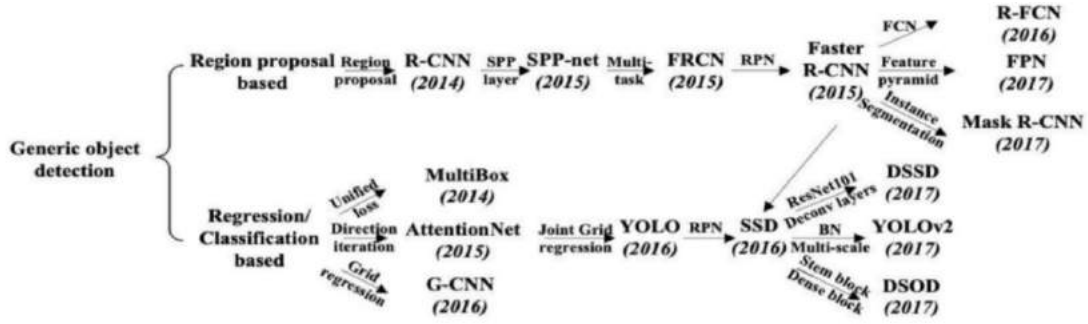 Generic object
detection
Region proposal
based
Region
proposal
R-CNN
(2014)
SPP
layer
SPP-net
(2015)
Multi-
task
FRCN
(2015)
RPN
Faster
R-CNN
(2015)
FCN
R-FCN
(2016)
Feature
pyramid
FPN
(2017)
Instance
Segmentation
Mask R-CNN
(2017)
Regression/
Classification
based
Unified
loss
MultiBox
(2014)
Direction
iteration
AttentionNet
(2015)
Grid
regression
G-CNN
(2016)
Joint Grid
regression
YOLO
(2016)
RPN
SSD
(2016)
ResNet101
Deconv layers
DSSD
(2017)
BN
Multi-scale
YOLOv2
(2017)
Stem block
Dense block
DSOD
(2017)